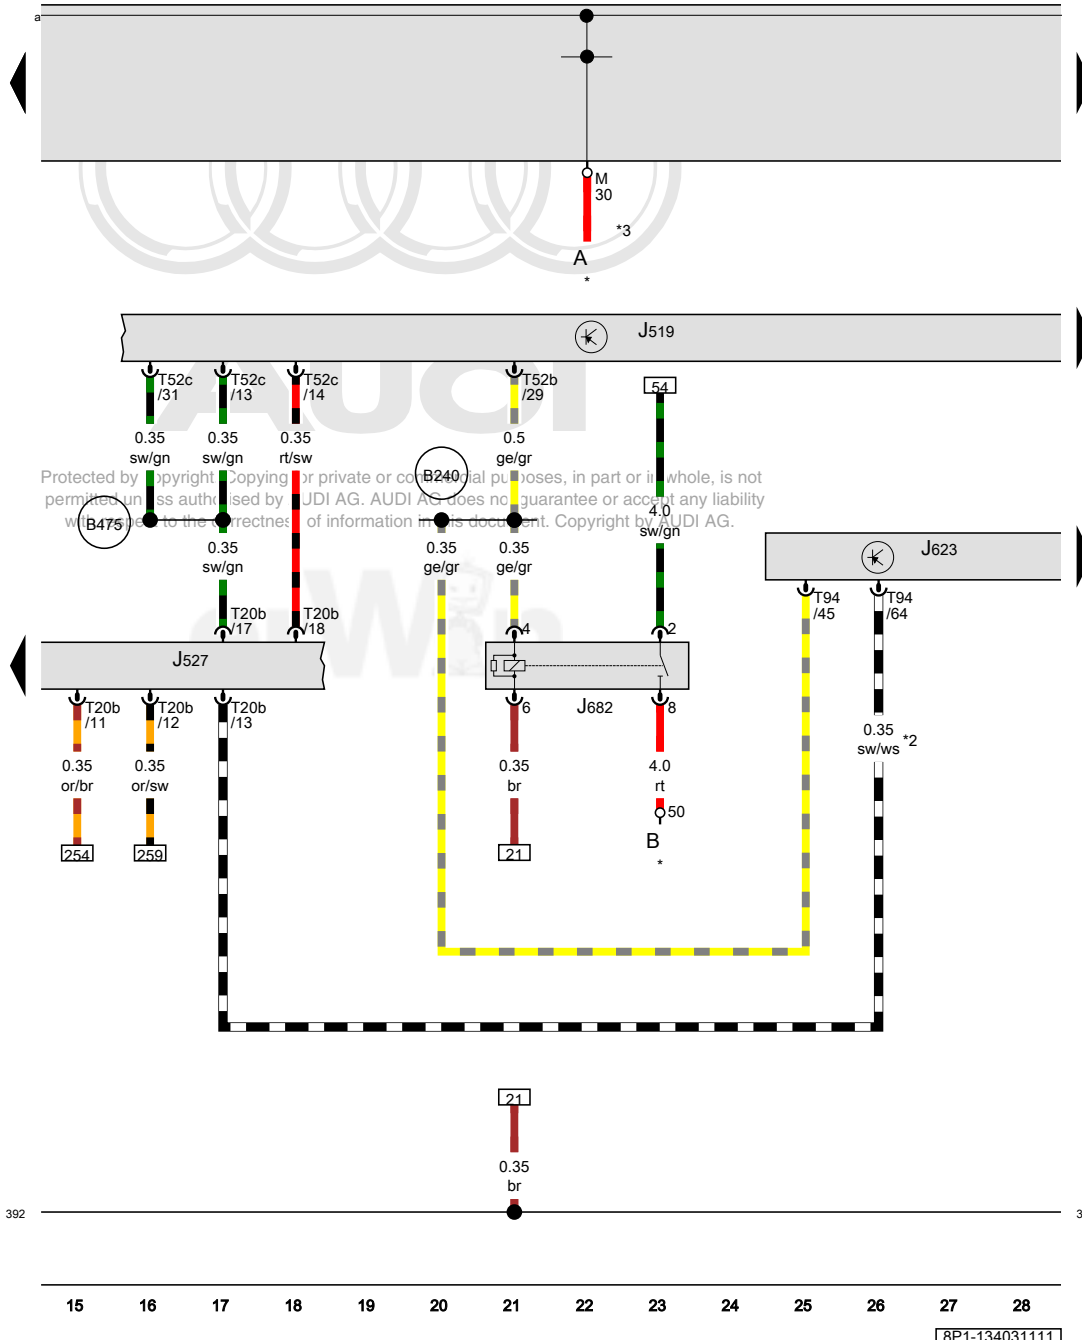 a
M
30
*3
A
*
J519
T52c
/31
T52c
/13
T52c
/14
T52b
/29
54
0.35
sw/gn
0.35
sw/gn
0.35
rt/sw
0.5
ge/gr
AUDI
B240
Protected by copyright. Copying for private or commercial purposes, in part or in whole, is not
permitted unless authorised by AUDI AG. AUDI AG does not guarantee or accept any liability
with respect to the correctness of information in this document. Copyright by AUDI AG.
B475
4.0
sw/gn
0.35
sw/gn
0.35
ge/gr
0.35
ge/gr
J623
erWin
T94
/45
T94
/64
T20b
/17
T20b
/18
4
2
J527
T20b
/11
T20b
/12
T20b
/13
6
J682
8
0.35
sw/ws
*2
0.35
or/br
0.35
or/sw
0.35
br
4.0
rt
50
B
*
254
259
21
21
0.35
br
392
3
15 16 17 18 19 20 21 22 23 24 25 26 27 28
8P1-134031111